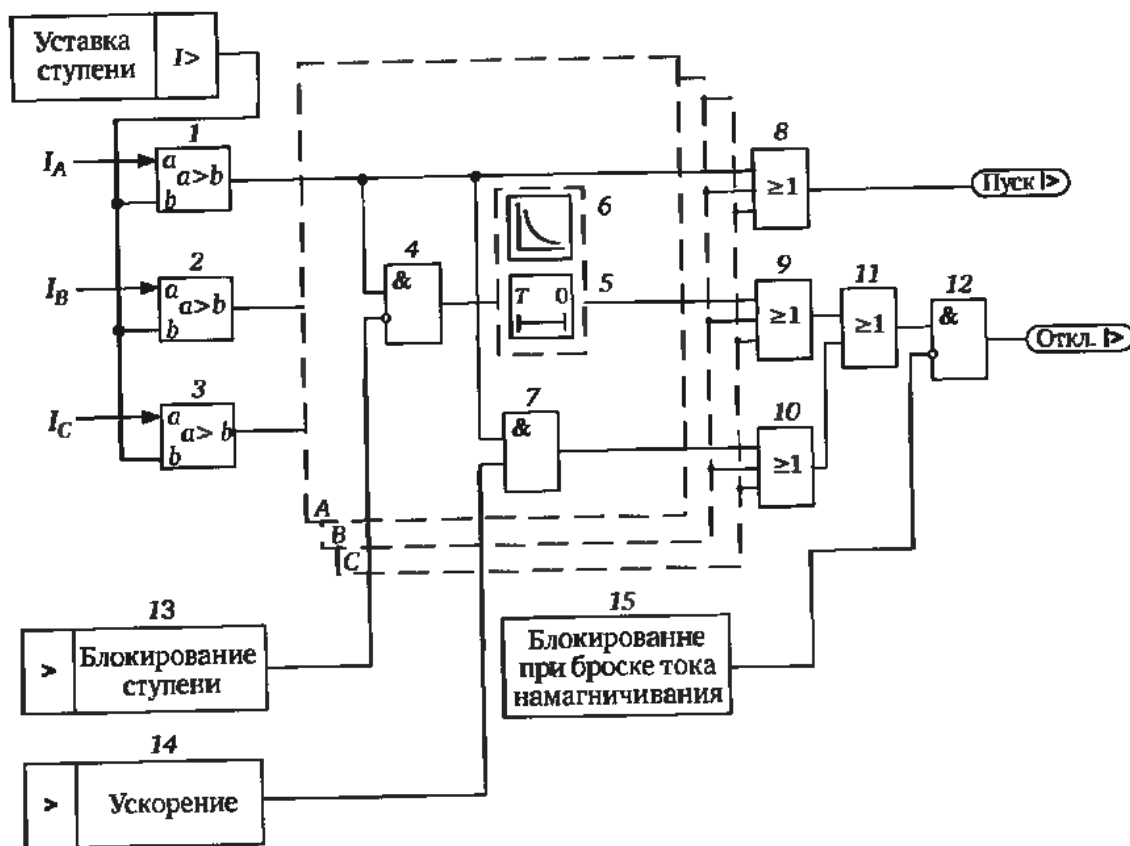 Уставка
ступени
I>
1
I_A
a
a>b
b
2
I_B
a
a>b
b
3
I_C
a
a> b
b
4
&
6
5
T 0
7
&
8
≥1
Пуск I>
9
≥1
11
≥1
12
&
Откл. I>
10
≥1
A
B
C
13
>
Блокирование
ступени
14
>
Ускорение
15
Блокированне
при броске тока
намагничивания